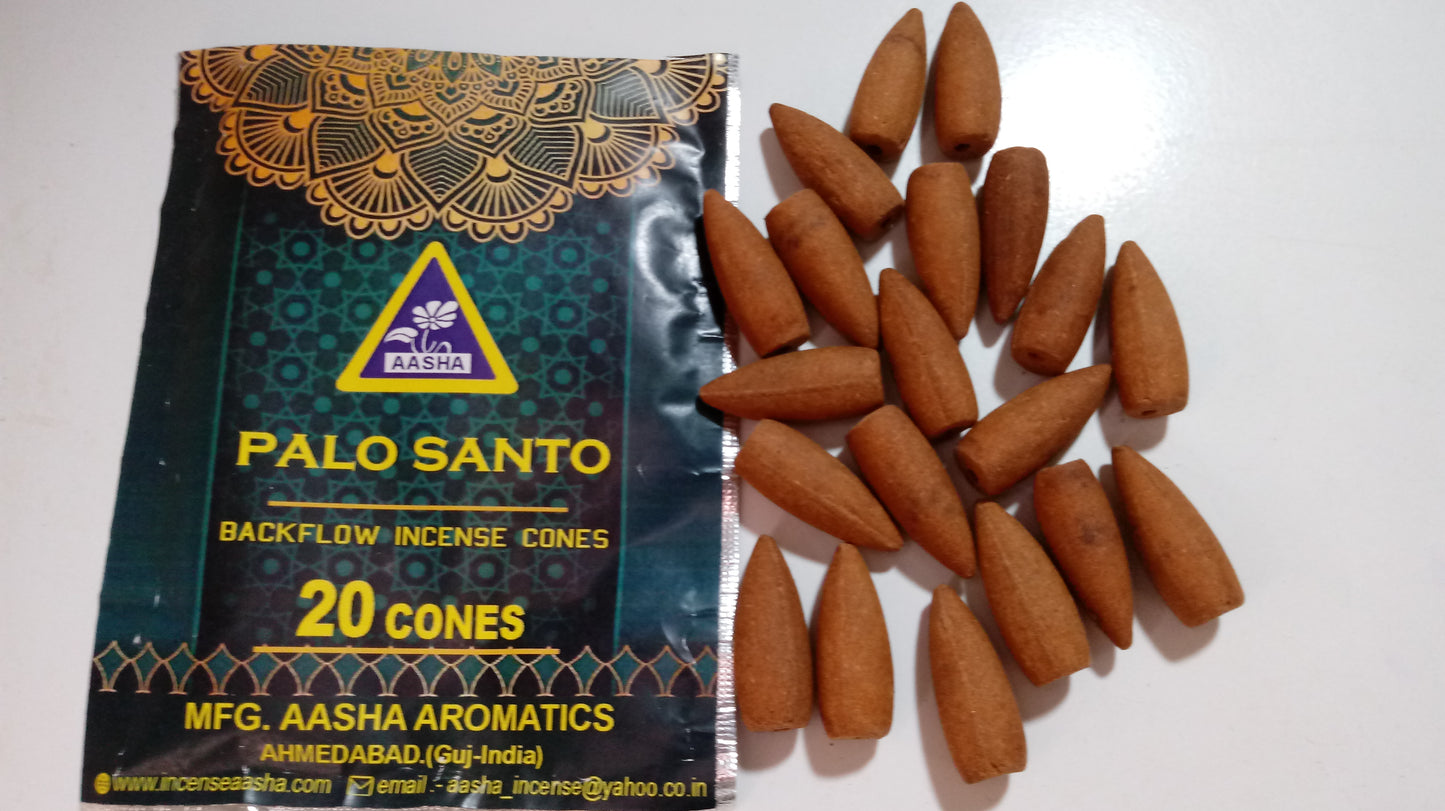 AASHA
PALO SANTO
BACKFLOW INCENSE CONES
20 CONES
MFG. AASHA AROMATICS
AHMEDABAD.(Guj-India)
www.incenseaasha.com email :- aasha_incense@yahoo.co.in